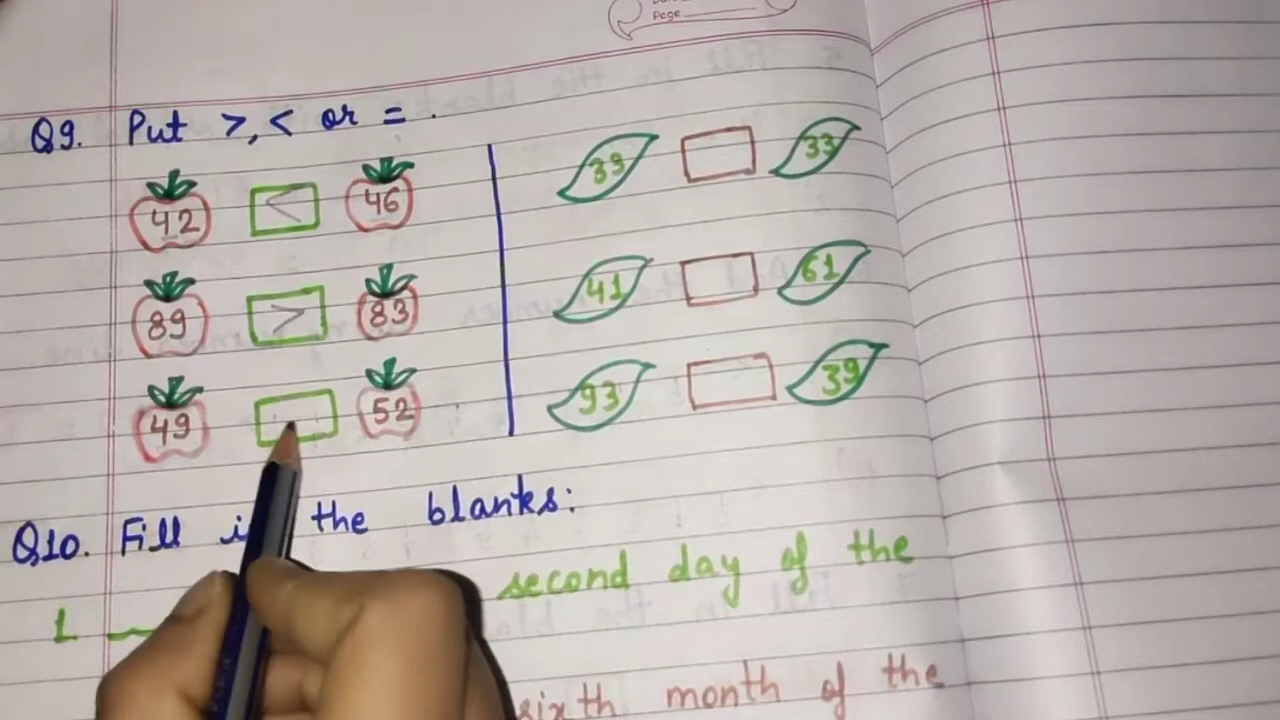 Page
Q9. Put >, < or = .
42 < 46
89 > 83
49 52
33 33
41 61
93 39
Q10. Fill in the blanks:
1 second day of the
sixth month of the